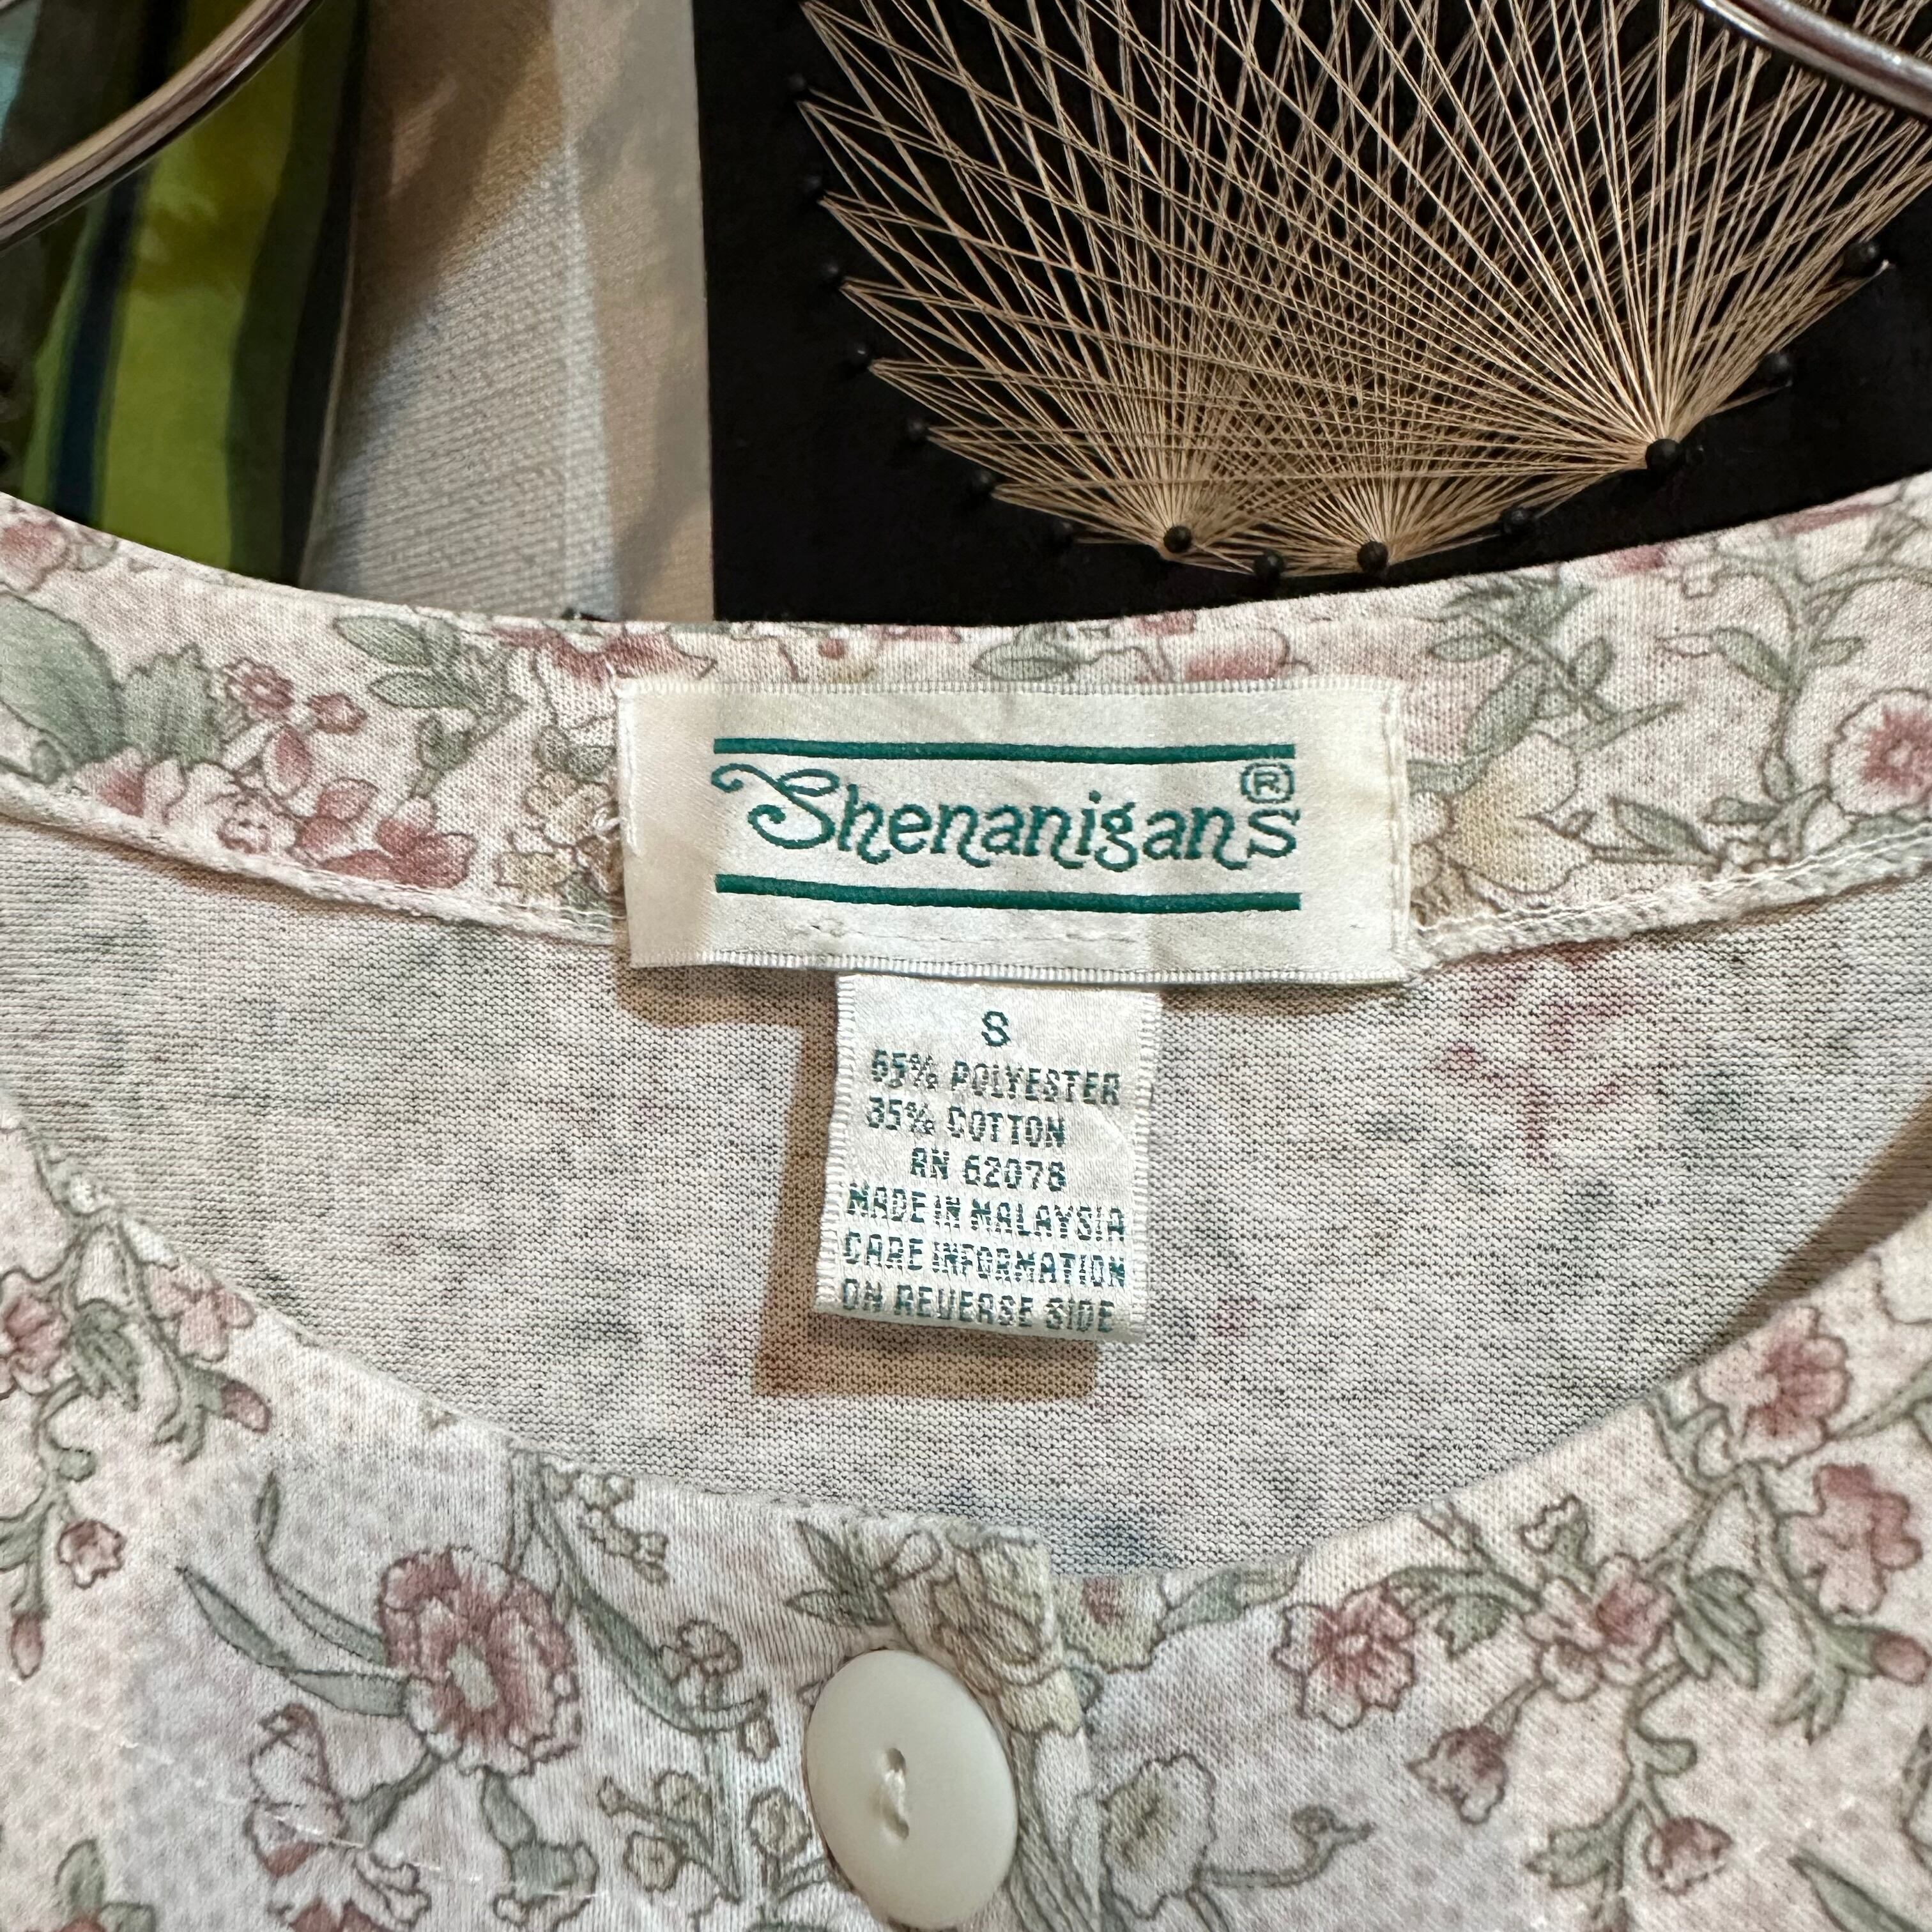 Shenanigans®
S
65% POLYESTER
35% COTTON
RN 62078
MADE IN MALAYSIA
CARE INFORMATION
ON REVERSE SIDE